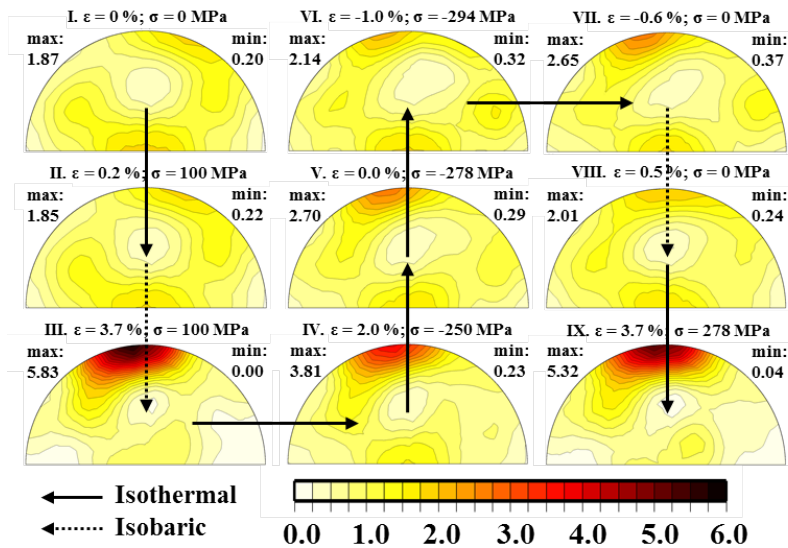 I. ε = 0 %; σ = 0 MPa
max:
1.87
min:
0.20
VI. ε = -1.0 %; σ = -294 MPa
max:
2.14
min:
0.32
VII. ε = -0.6 %; σ = 0 MPa
max:
2.65
min:
0.37
II. ε = 0.2 %; σ = 100 MPa
max:
1.85
min:
0.22
V. ε = 0.0 %; σ = -278 MPa
max:
2.70
min:
0.29
VIII. ε = 0.5 %; σ = 0 MPa
max:
2.01
min:
0.24
III. ε = 3.7 %; σ = 100 MPa
max:
5.83
min:
0.00
IV. ε = 2.0 %; σ = -250 MPa
max:
3.81
min:
0.23
IX. ε = 3.7 %; σ = 278 MPa
max:
5.32
min:
0.04
Isothermal
Isobaric
0.0 1.0 2.0 3.0 4.0 5.0 6.0